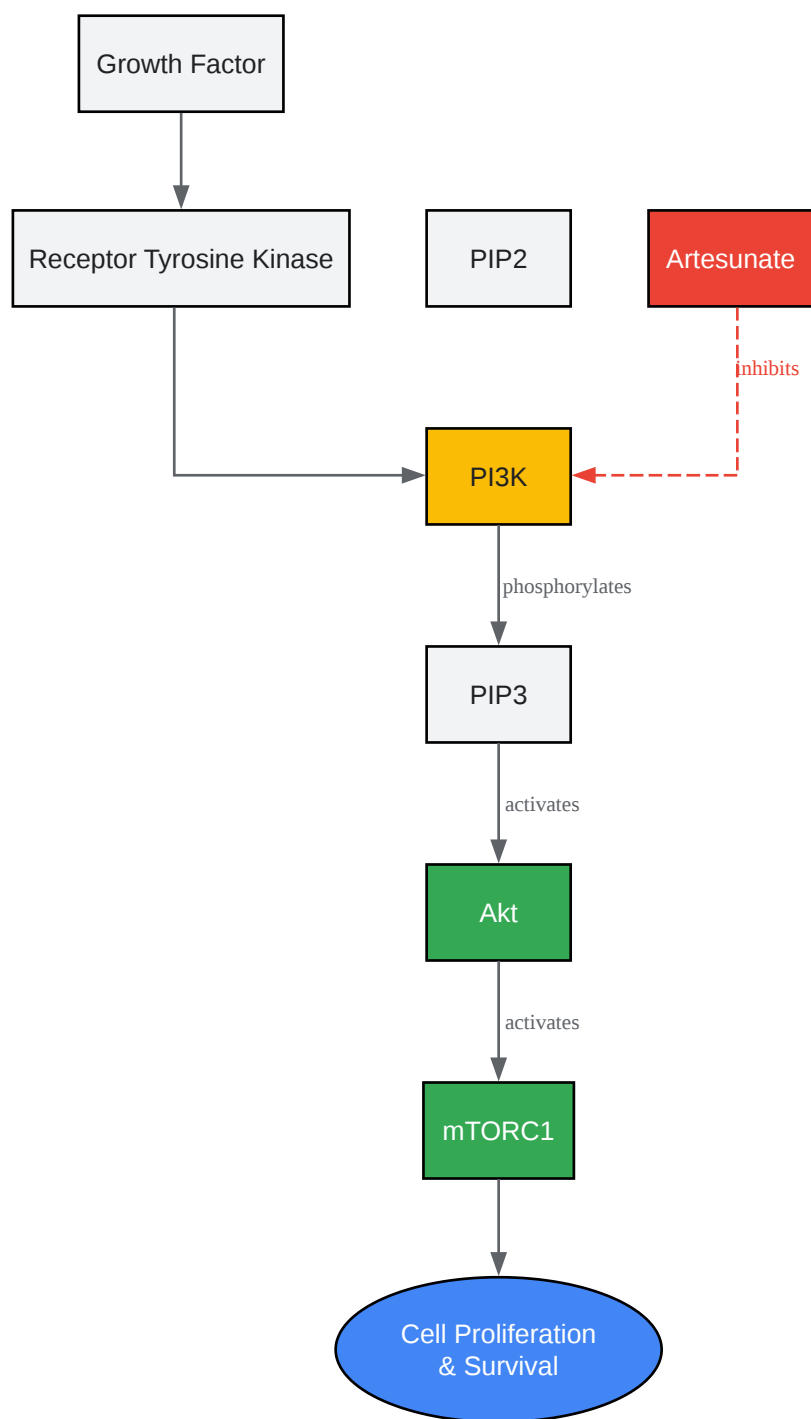 Growth Factor
Receptor Tyrosine Kinase
PIP2
Artesunate
inhibits
PI3K
phosphorylates
PIP3
activates
Akt
activates
mTORC1
Cell Proliferation
& Survival